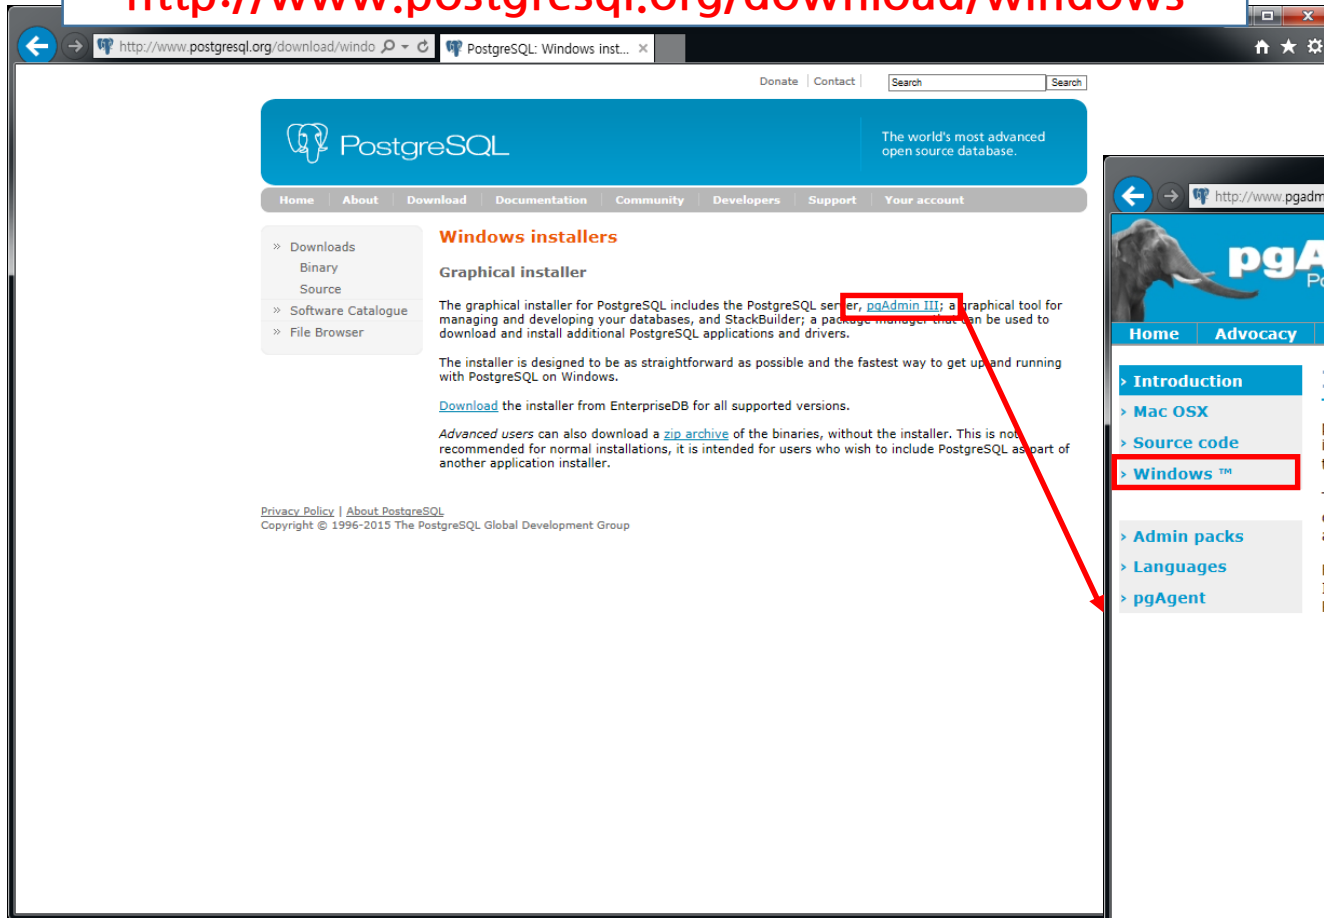 http://www.postgresql.org/download/windows
http://www.postgresql.org/download/windo
PostgreSQL: Windows inst...
Donate
Contact
Search
Search
PostgreSQL
The world's most advanced
open source database.
Home
About
Download
Documentation
Community
Developers
Support
Your account
» Downloads
Binary
Source
» Software Catalogue
» File Browser
Windows installers
Graphical installer
The graphical installer for PostgreSQL includes the PostgreSQL server, pgAdmin III; a graphical tool for
managing and developing your databases, and StackBuilder; a package manager that can be used to
download and install additional PostgreSQL applications and drivers.
The installer is designed to be as straightforward as possible and the fastest way to get up and running
with PostgreSQL on Windows.
Download the installer from EnterpriseDB for all supported versions.
Advanced users can also download a zip archive of the binaries, without the installer. This is not
recommended for normal installations, it is intended for users who wish to include PostgreSQL as part of
another application installer.
Privacy Policy | About PostgreSQL
Copyright © 1996-2015 The PostgreSQL Global Development Group
http://www.pgadm
pgA
Po
Home
Advocacy
› Introduction
› Mac OSX
› Source code
› Windows ™
› Admin packs
› Languages
› pgAgent